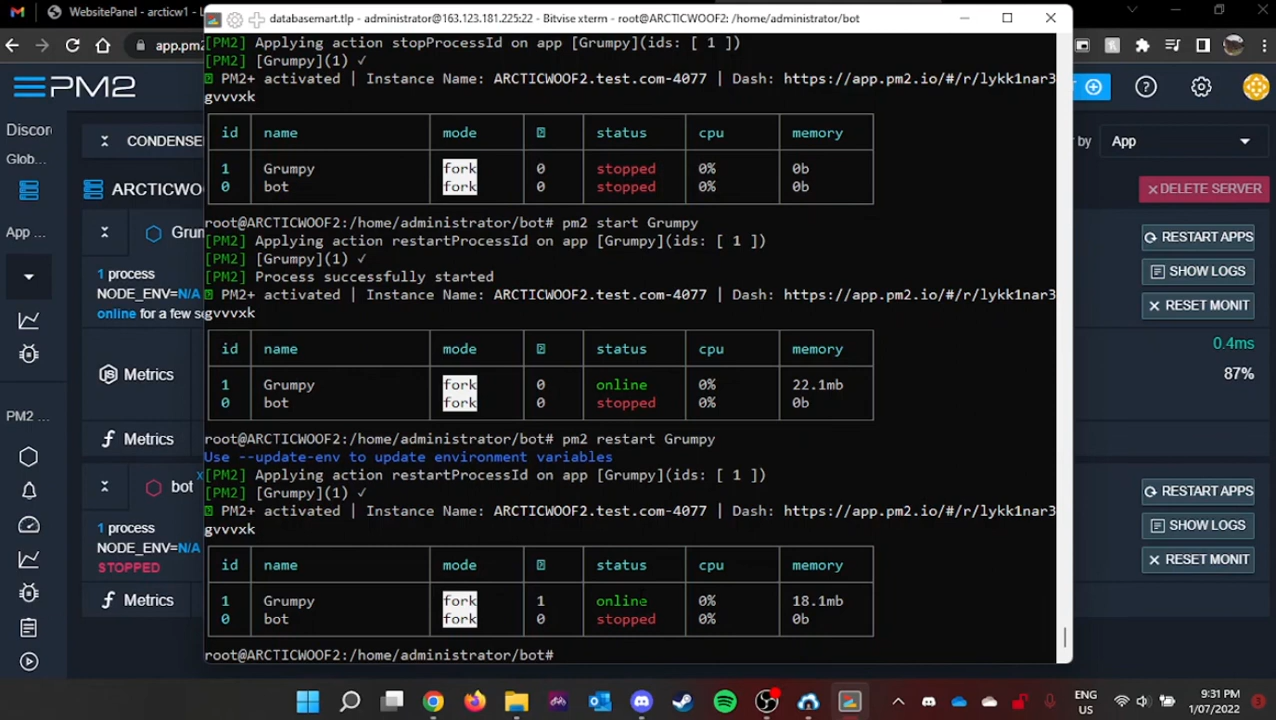 WebsitePanel - arcticw1 - L
databasemart.tlp - administrator@163.123.181.225:22 - Bitvise xterm - root@ARCTICWOOF2: /home/administrator/bot
app.pm2
PM2
Discor
Glob...
App ...
PM2 ...
CONDENSE
ARCTICWO
Grun
1 process
NODE_ENV=N/A
online for a few s
Metrics
Metrics
bot
1 process
NODE_ENV=N/A
STOPPED
Metrics
[PM2] Applying action stopProcessId on app [Grumpy](ids: [ 1 ])
[PM2] [Grumpy](1) ✓
PM2+ activated | Instance Name: ARCTICWOOF2.test.com-4077 | Dash: https://app.pm2.io/#/r/lykk1nar3
gvvvxk
id name mode status cpu memory
1 Grumpy fork 0 stopped 0% 0b
0 bot fork 0 stopped 0% 0b
root@ARCTICWOOF2:/home/administrator/bot# pm2 start Grumpy
[PM2] Applying action restartProcessId on app [Grumpy](ids: [ 1 ])
[PM2] [Grumpy](1) ✓
[PM2] Process successfully started
PM2+ activated | Instance Name: ARCTICWOOF2.test.com-4077 | Dash: https://app.pm2.io/#/r/lykk1nar3
gvvvxk
id name mode status cpu memory
1 Grumpy fork 0 online 0% 22.1mb
0 bot fork 0 stopped 0% 0b
root@ARCTICWOOF2:/home/administrator/bot# pm2 restart Grumpy
Use --update-env to update environment variables
[PM2] Applying action restartProcessId on app [Grumpy](ids: [ 1 ])
[PM2] [Grumpy](1) ✓
PM2+ activated | Instance Name: ARCTICWOOF2.test.com-4077 | Dash: https://app.pm2.io/#/r/lykk1nar3
gvvvxk
id name mode status cpu memory
1 Grumpy fork 1 online 0% 18.1mb
0 bot fork 0 stopped 0% 0b
root@ARCTICWOOF2:/home/administrator/bot#
by App
DELETE SERVER
RESTART APPS
SHOW LOGS
RESET MONIT
0.4ms
87%
RESTART APPS
SHOW LOGS
RESET MONIT
ENG
US
9:31 PM
1/07/2022